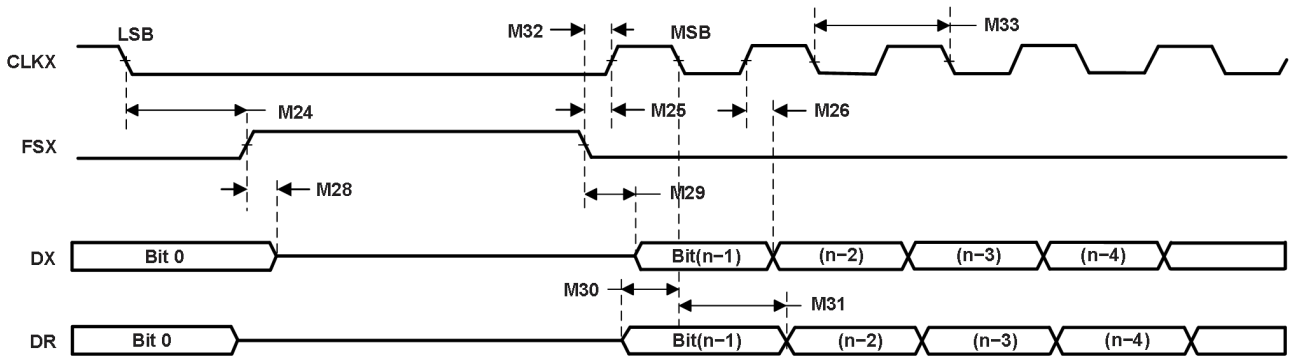 LSB
M32
MSB
M33
CLKX
M24
M25
M26
FSX
M28
M29
DX
Bit 0
Bit(n−1)
(n−2)
(n−3)
(n−4)
M30
M31
DR
Bit 0
Bit(n−1)
(n−2)
(n−3)
(n−4)